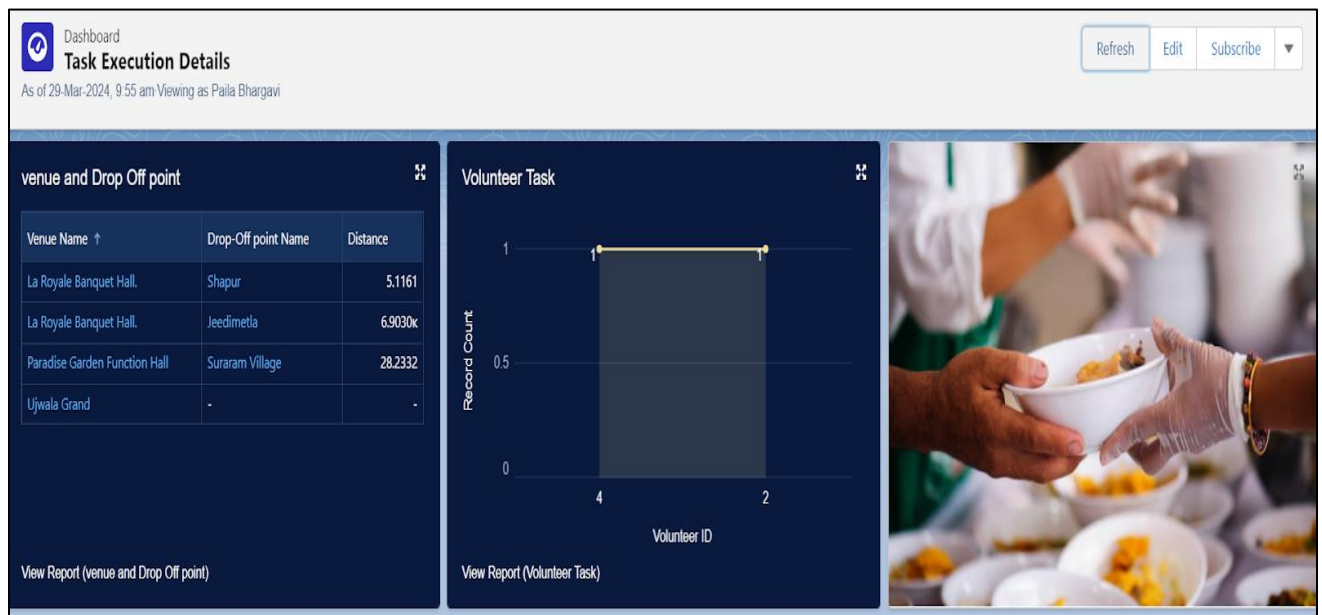 Dashboard
Task Execution Details
As of 29-Mar-2024, 9:55 am·Viewing as Paila Bhargavi
Refresh Edit Subscribe ▼
venue and Drop Off point
Venue Name ↑ Drop-Off point Name Distance
La Royale Banquet Hall. Shapur 5.1161
La Royale Banquet Hall. Jeedimetla 6.9030K
Paradise Garden Function Hall Suraram Village 28.2332
Ujwala Grand - -
View Report (venue and Drop Off point)
Volunteer Task
Record Count
1
0.5
0
1 1
4 2
Volunteer ID
View Report (Volunteer Task)